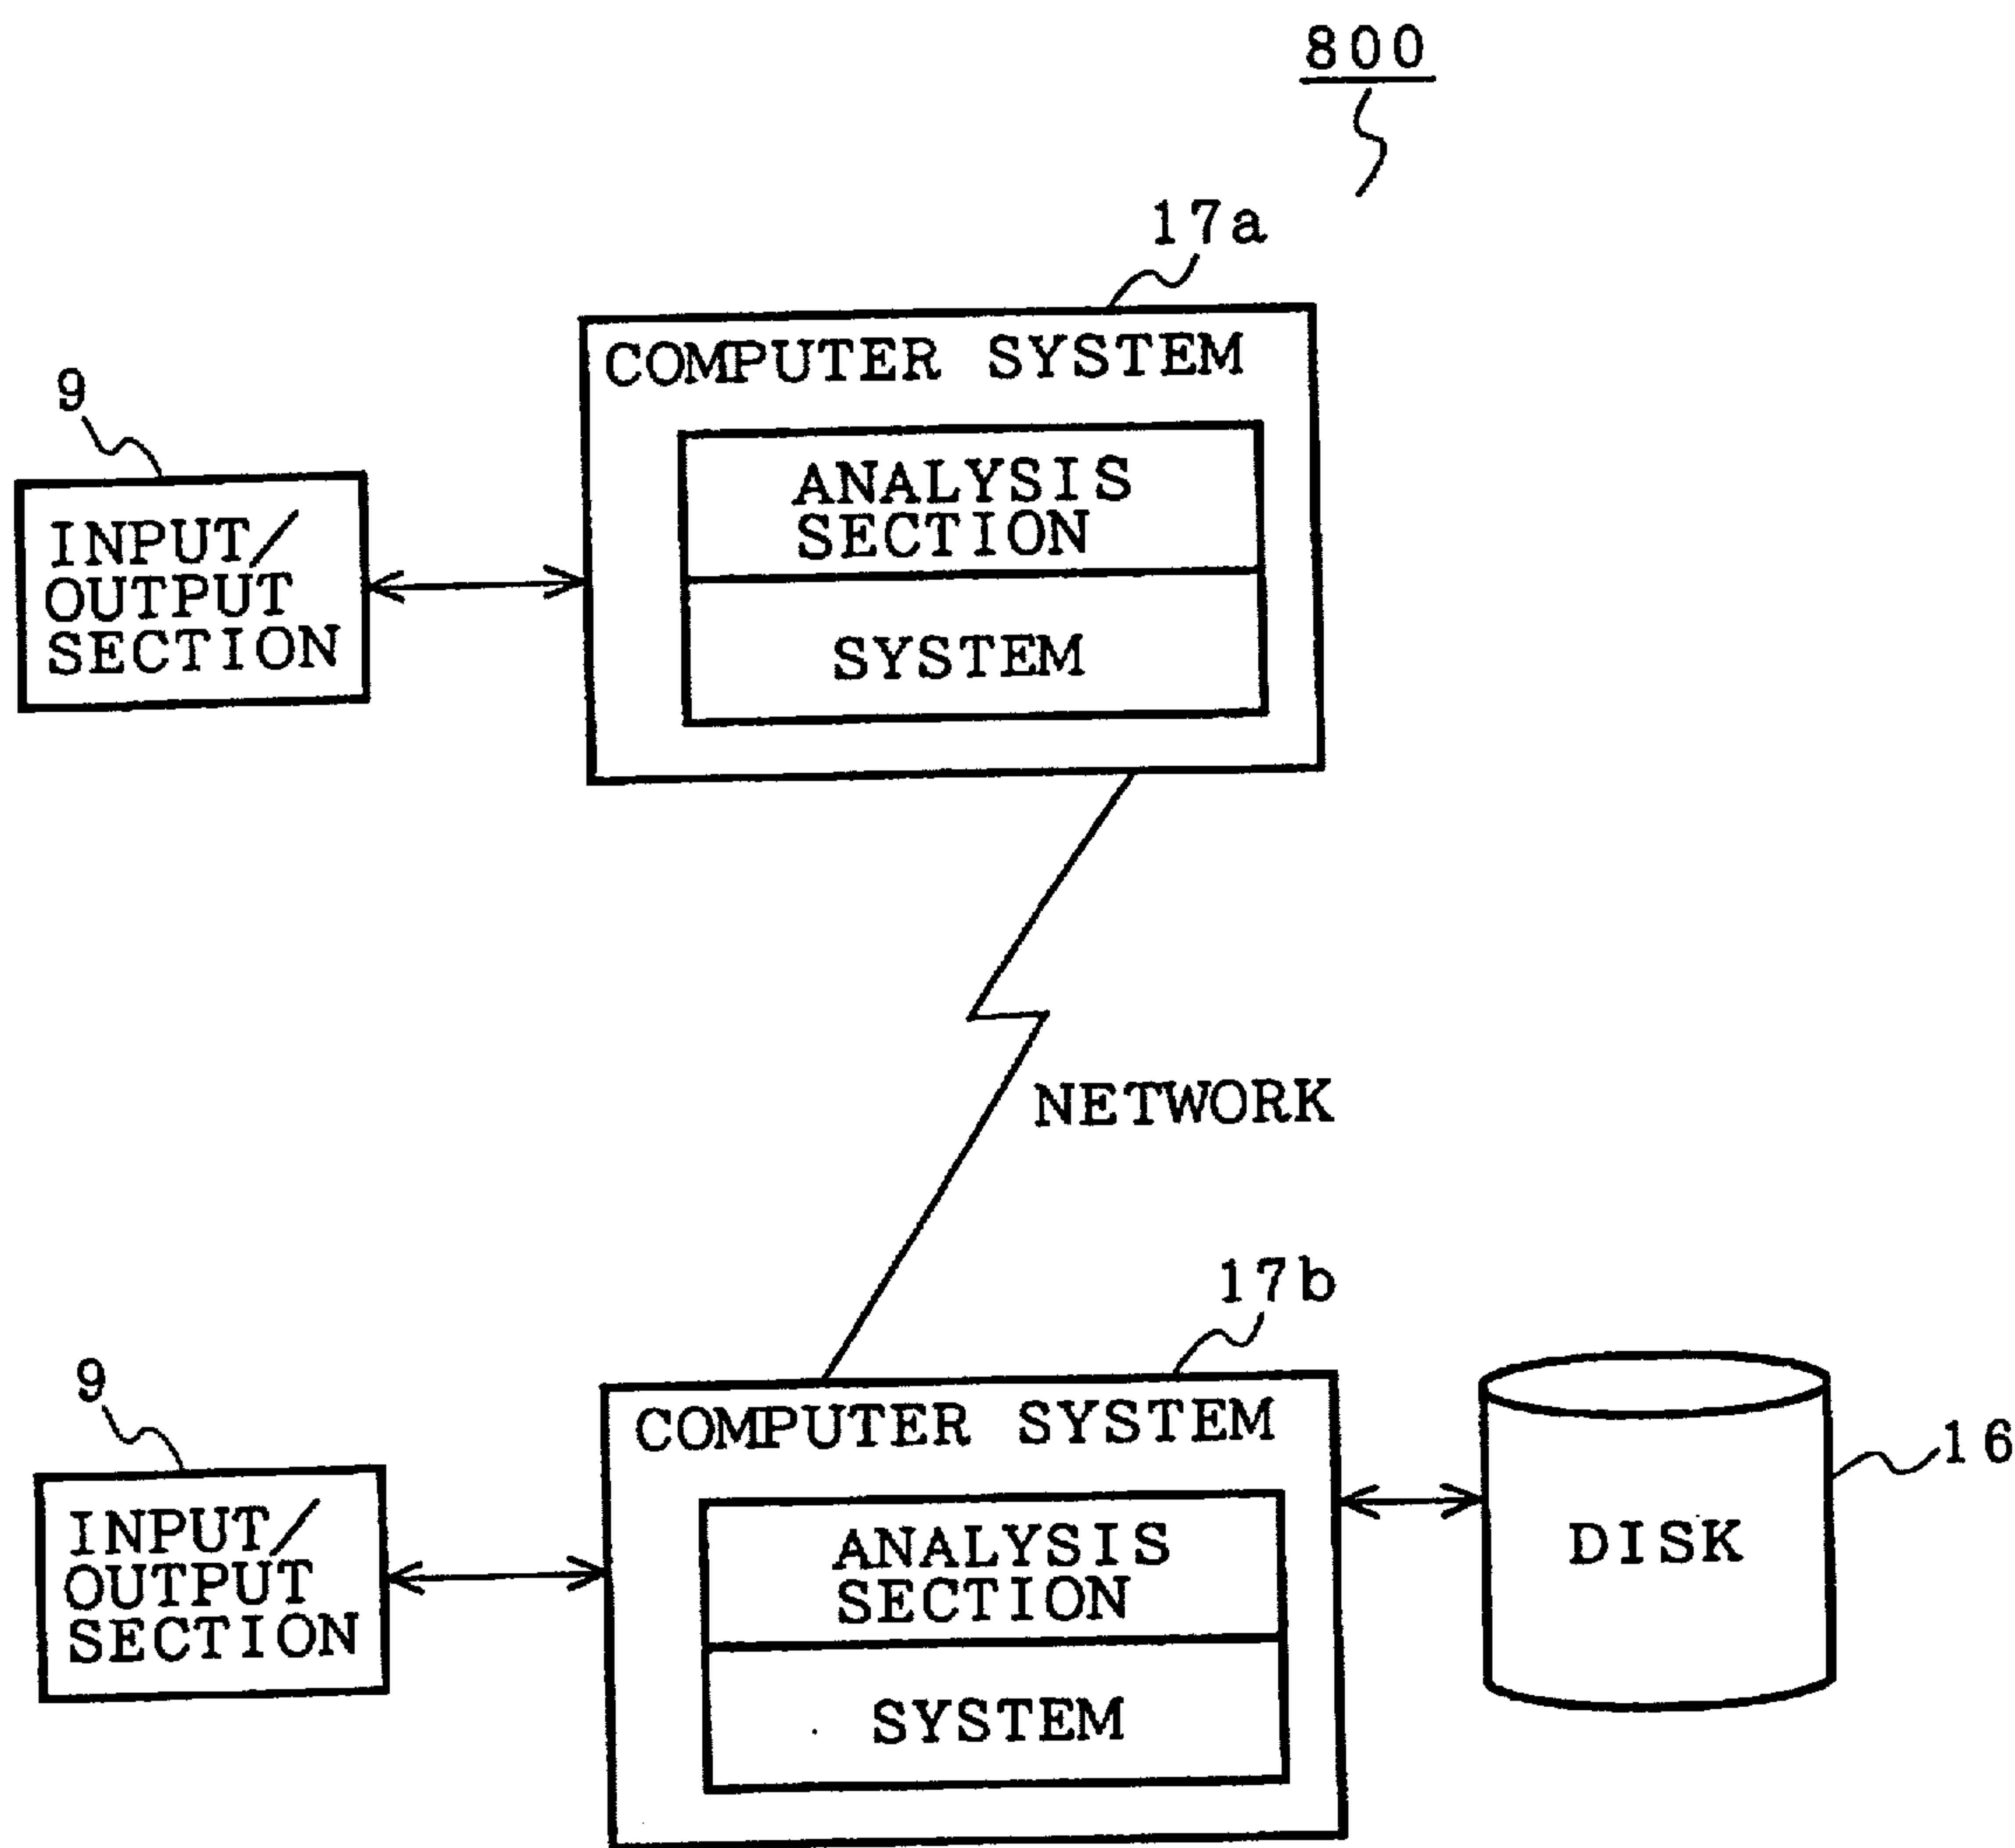 800
17a
COMPUTER SYSTEM
9
ANALYSIS
SECTION
INPUT/
OUTPUT
SECTION
SYSTEM
NETWORK
17b
9
COMPUTER SYSTEM
16
INPUT/
OUTPUT
SECTION
ANALYSIS
SECTION
DISK
SYSTEM